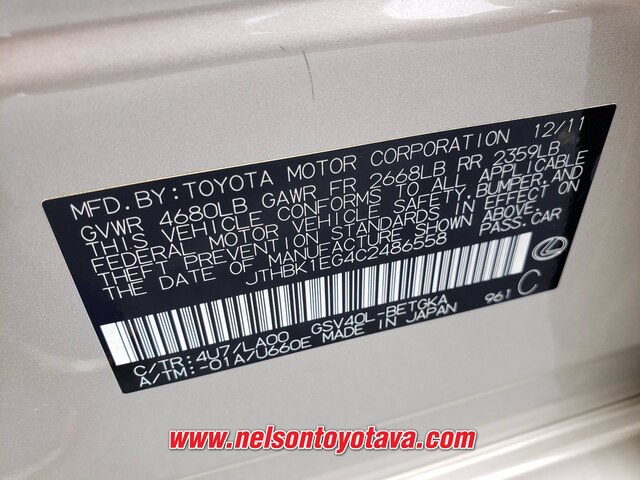 MFD. BY: TOYOTA MOTOR CORPORATION 12/11
GVWR 4680LB GAWR FR 2668LB RR 2359LB
THIS VEHICLE CONFORMS TO ALL APPLICABLE
FEDERAL MOTOR VEHICLE SAFETY, BUMPER, AND
THEFT PREVENTION STANDARDS IN EFFECT ON
THE DATE OF MANUFACTURE SHOWN ABOVE.
JTHBK1EG4C2486558 PASS. CAR
C/TR: 4U7/LA00 GSV40L-BETGKA 961 C
A/TM: -01A/U660E MADE IN JAPAN
www.nelsontoyotava.com